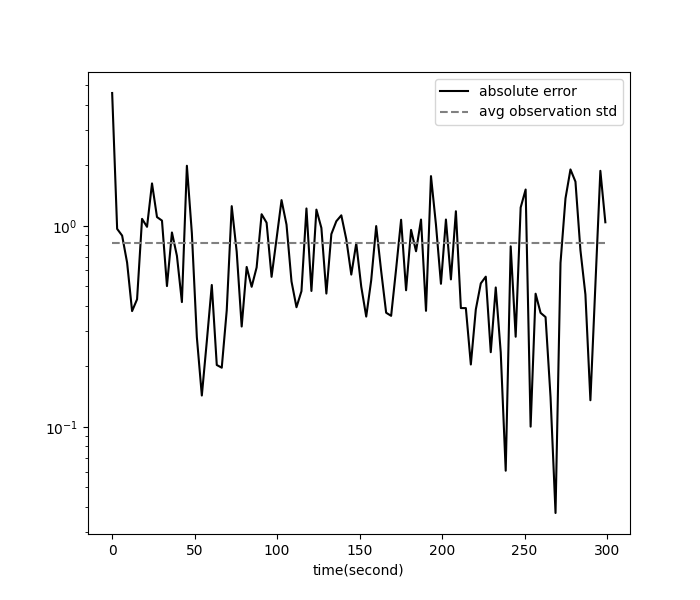 absolute error
avg observation std
10⁰
10⁻¹
0 50 100 150 200 250 300
time(second)